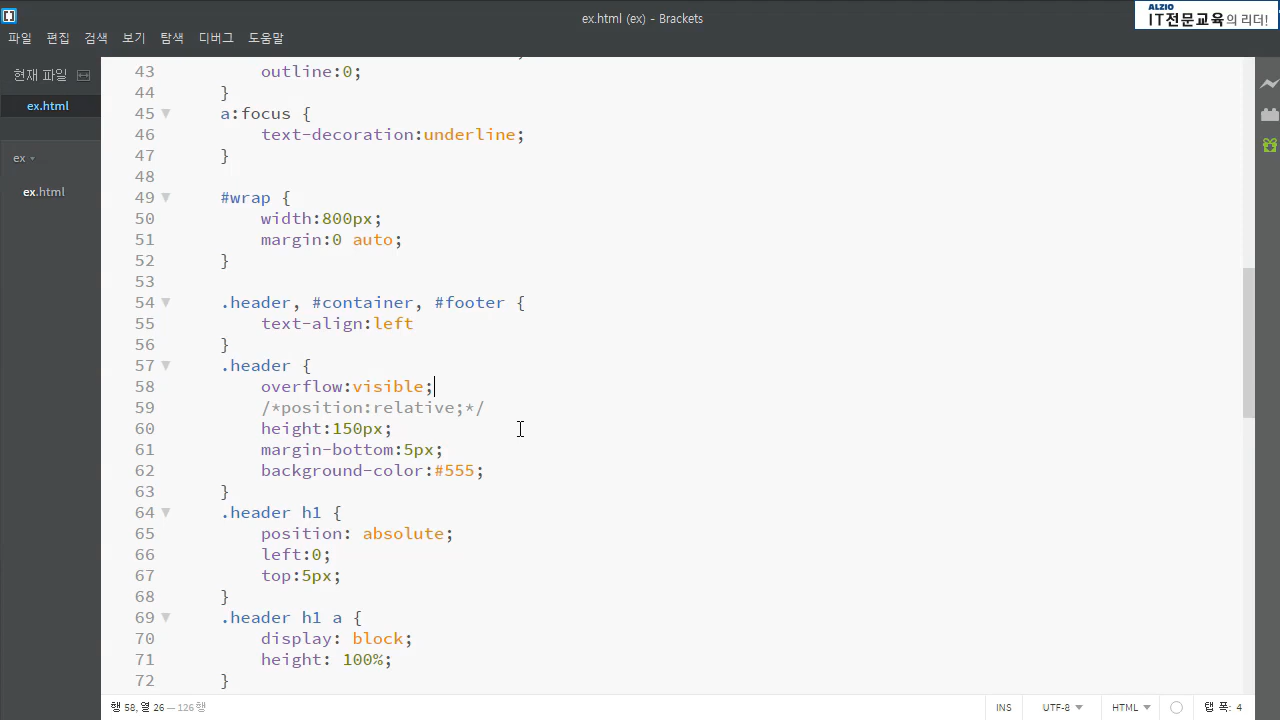 ex.html (ex) - Brackets
ALZIO
IT전문교육의 리더!
파일 편집 검색 보기 탐색 디버그 도움말
현재 파일
ex.html
ex
ex.html
43 outline:0;
44 }
45 a:focus {
46 text-decoration:underline;
47 }
48
49 #wrap {
50 width:800px;
51 margin:0 auto;
52 }
53
54 .header, #container, #footer {
55 text-align:left
56 }
57 .header {
58 overflow:visible;
59 /*position:relative;*/
60 height:150px;
61 margin-bottom:5px;
62 background-color:#555;
63 }
64 .header h1 {
65 position: absolute;
66 left:0;
67 top:5px;
68 }
69 .header h1 a {
70 display: block;
71 height: 100%;
72 }
행 58, 열 26 — 126 행 INS UTF-8 HTML 탭 폭: 4